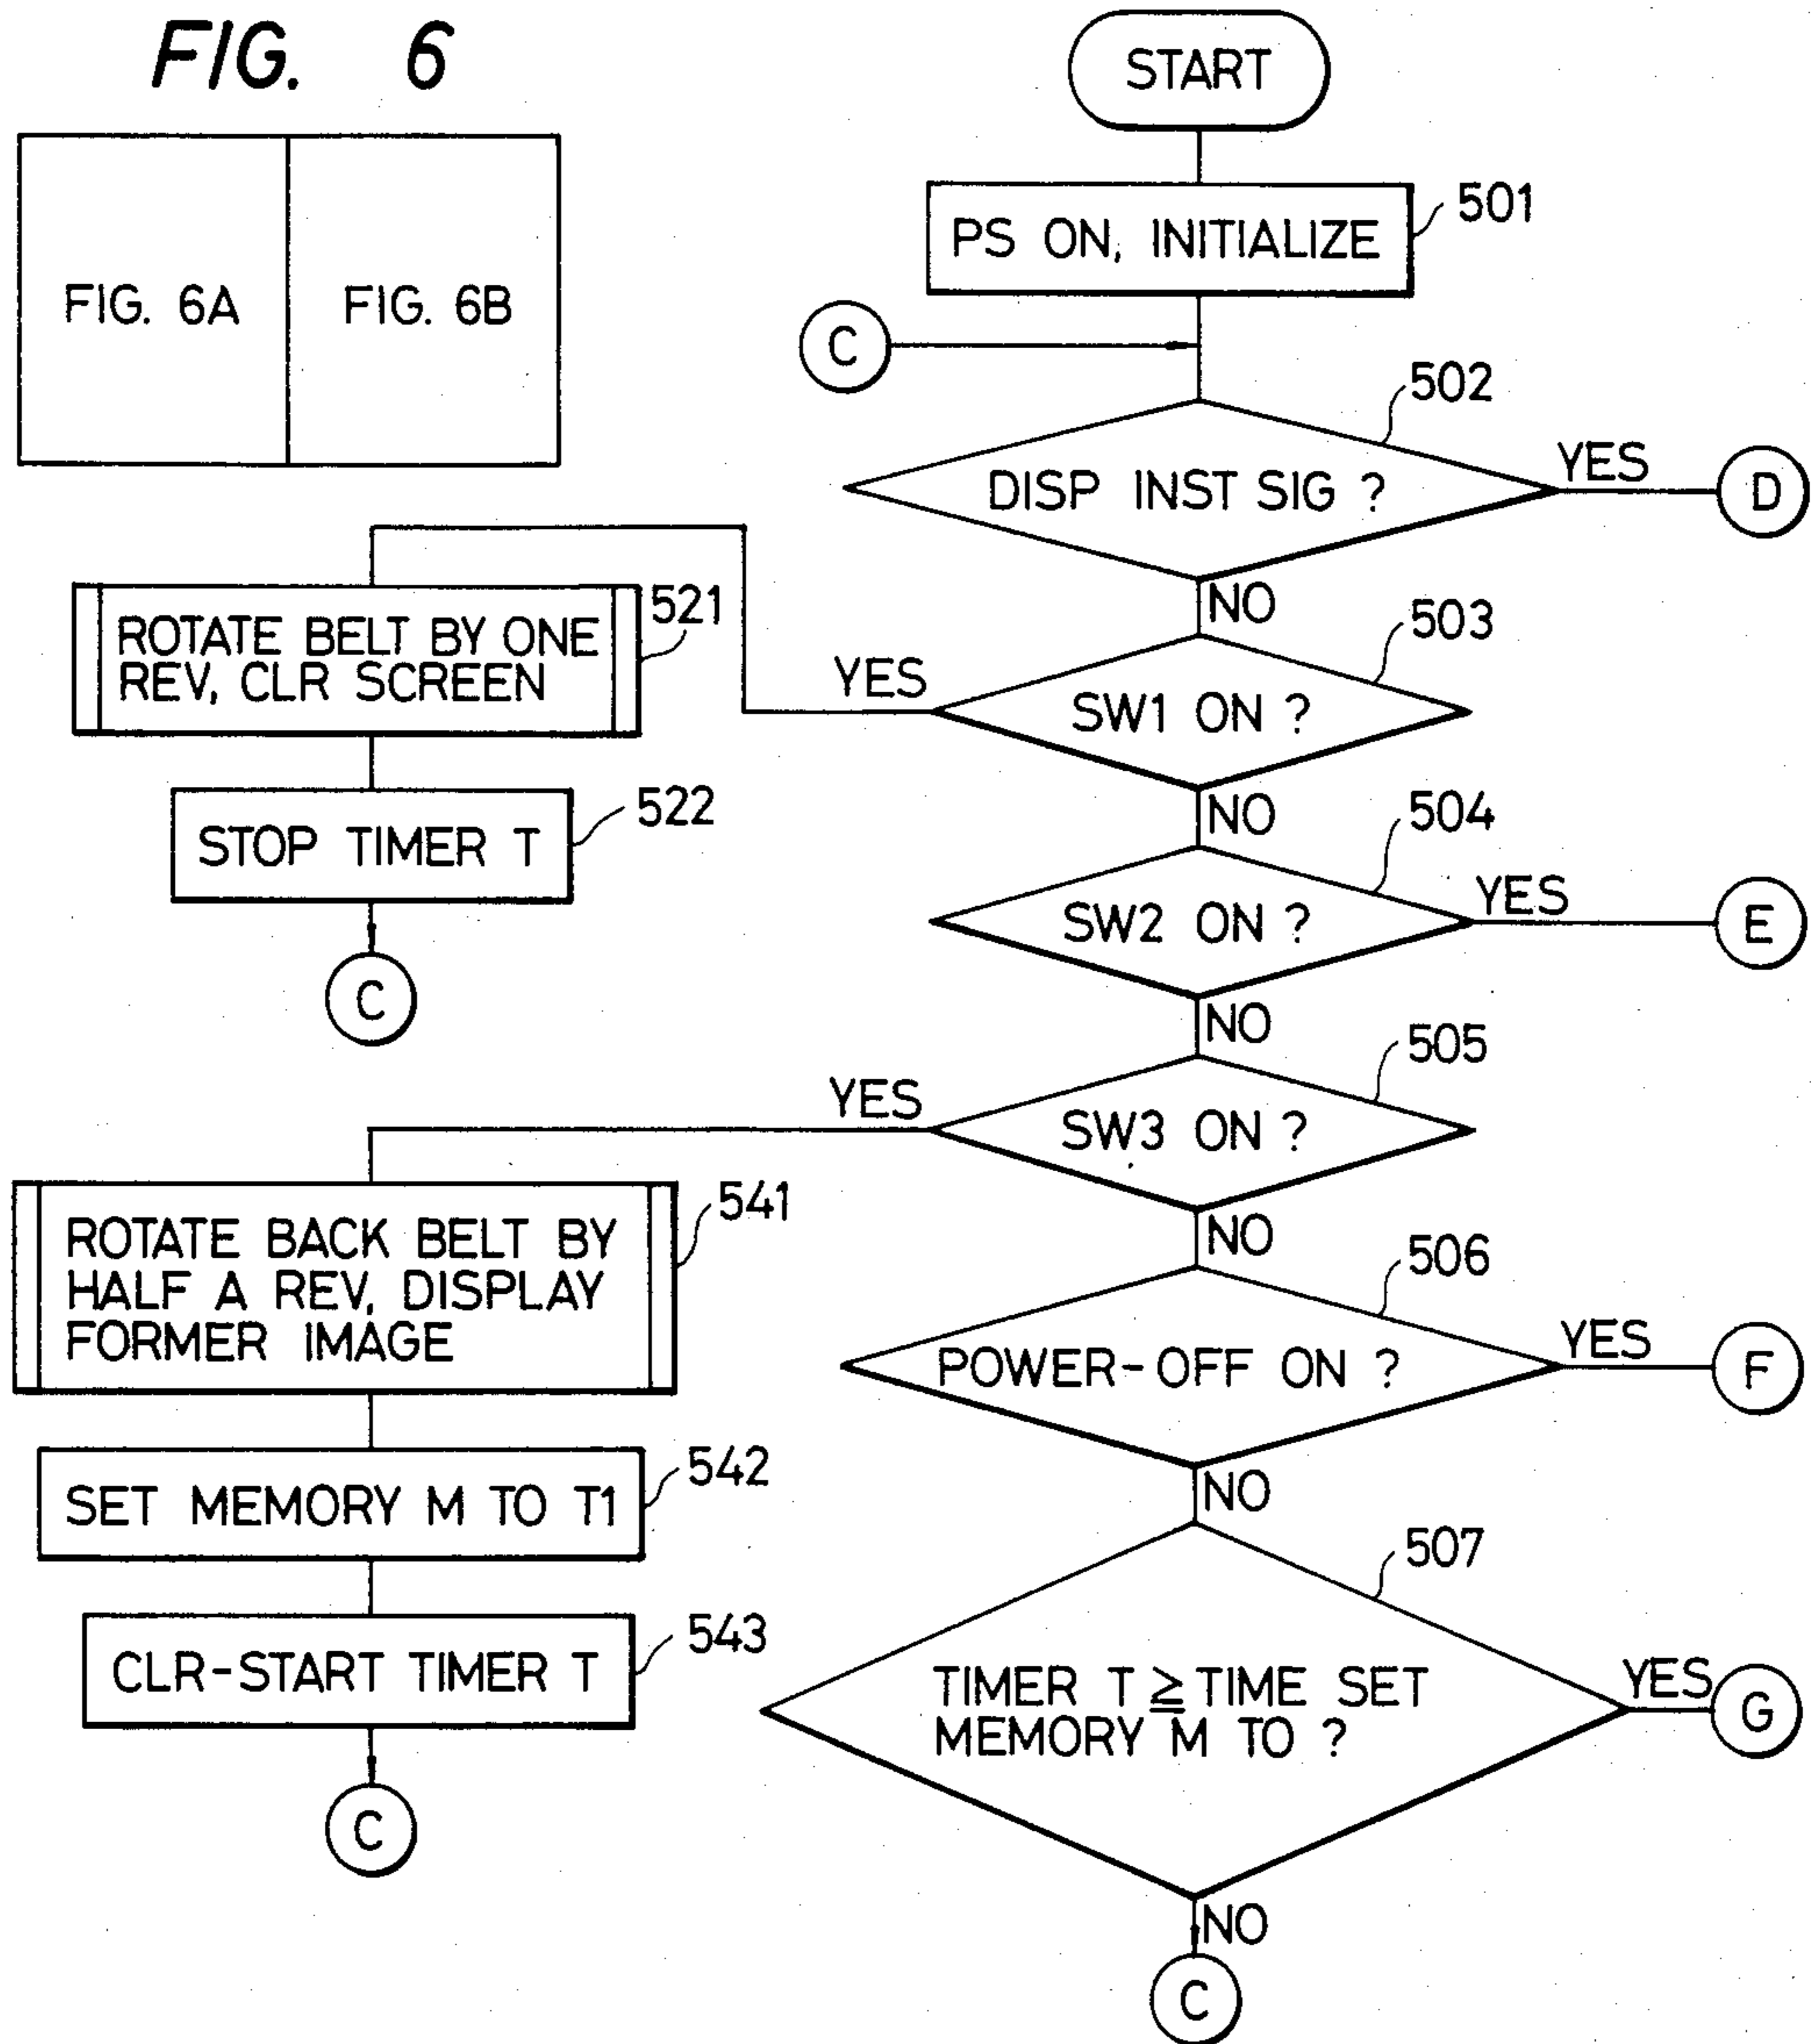 FIG. 6
FIG. 6A
FIG. 6B
START
PS ON, INITIALIZE
501
C
502
DISP INST SIG ?
YES
D
NO
503
SW1 ON ?
YES
ROTATE BELT BY ONE
REV, CLR SCREEN
521
STOP TIMER T
522
C
NO
504
SW2 ON ?
YES
E
NO
505
SW3 ON ?
YES
ROTATE BACK BELT BY
HALF A REV, DISPLAY
FORMER IMAGE
541
SET MEMORY M TO T1
542
CLR-START TIMER T
543
C
NO
506
POWER-OFF ON ?
YES
F
NO
507
TIMER T ≧ TIME SET
MEMORY M TO ?
YES
G
NO
C